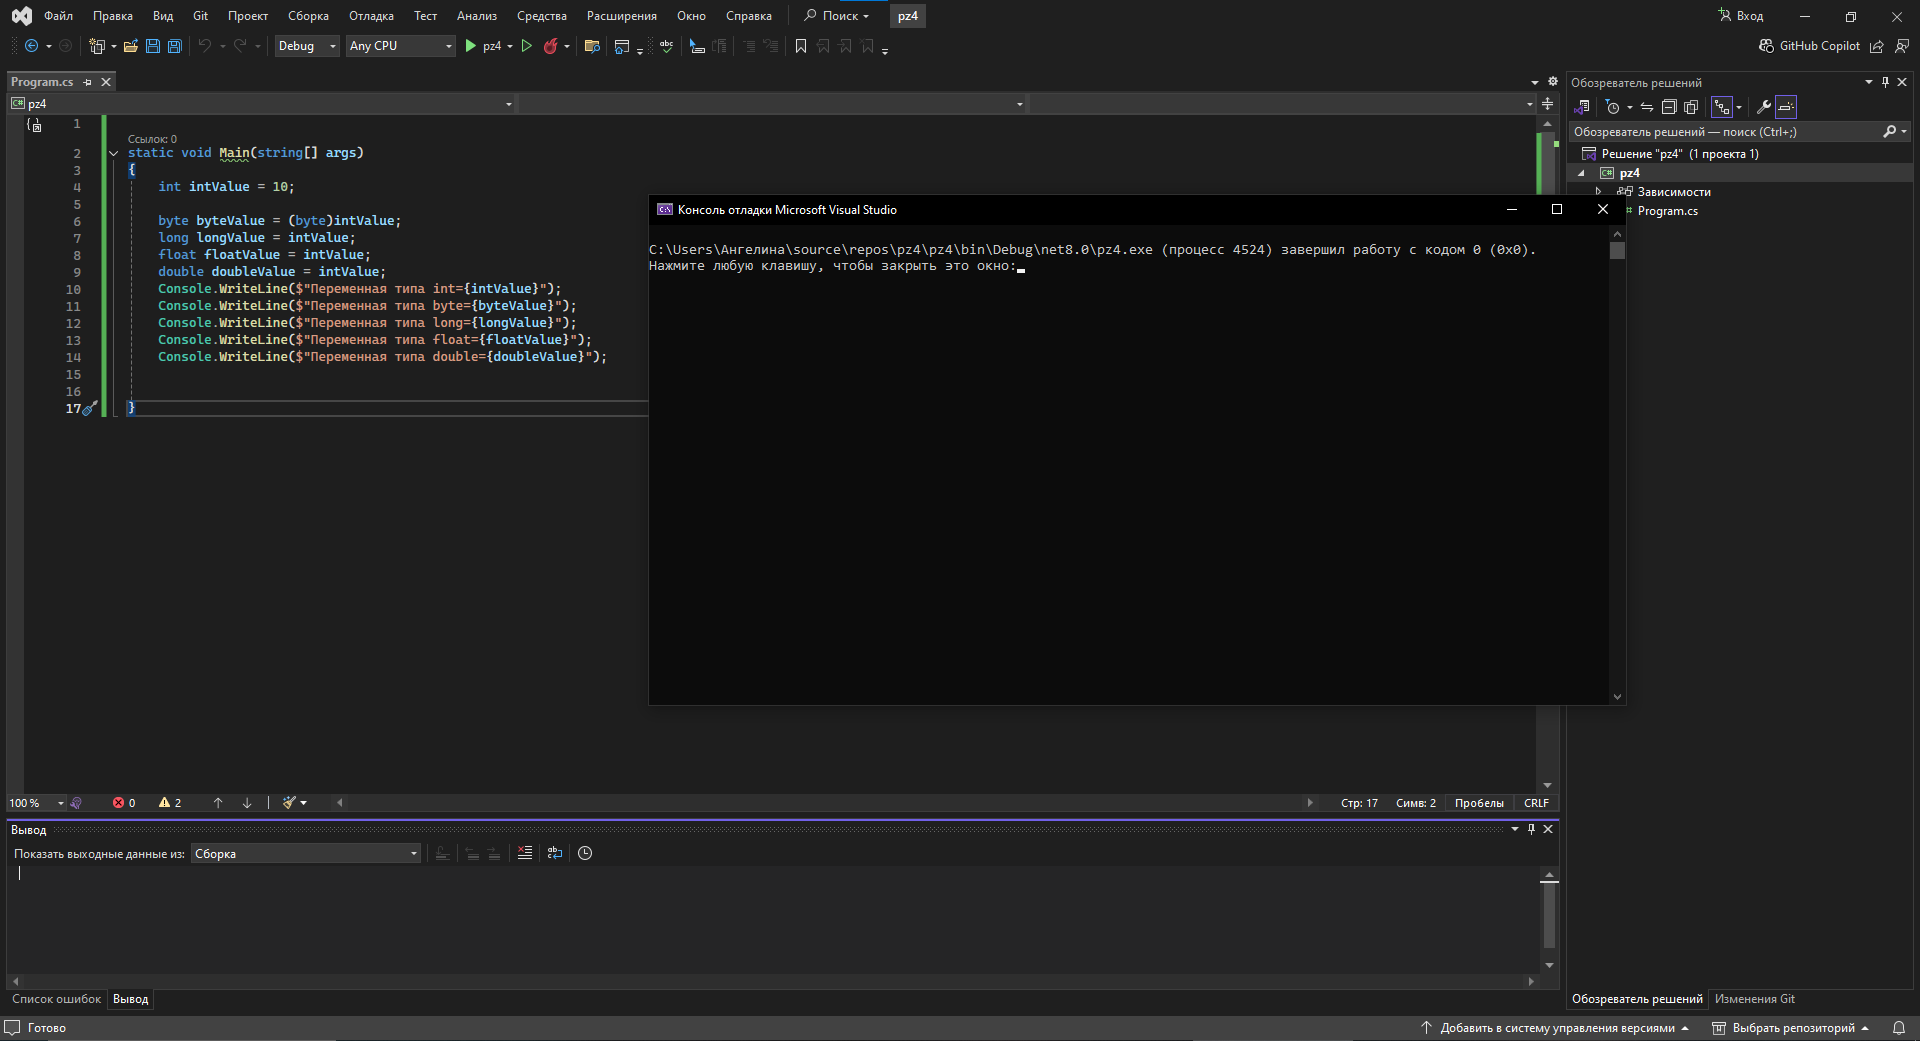 Файл Правка Вид Git Проект Сборка Отладка Тест Анализ Средства Расширения Окно Справка Поиск pz4 Вход
Debug Any CPU pz4 GitHub Copilot
Program.cs
pz4
1
Ссылок: 0
2 static void Main(string[] args)
3 {
4 int intValue = 10;
5
6 byte byteValue = (byte)intValue;
7 long longValue = intValue;
8 float floatValue = intValue;
9 double doubleValue = intValue;
10 Console.WriteLine($"Переменная типа int={intValue}");
11 Console.WriteLine($"Переменная типа byte={byteValue}");
12 Console.WriteLine($"Переменная типа long={longValue}");
13 Console.WriteLine($"Переменная типа float={floatValue}");
14 Console.WriteLine($"Переменная типа double={doubleValue}");
15
16
17 }
Консоль отладки Microsoft Visual Studio
C:\Users\Ангелина\source\repos\pz4\pz4\bin\Debug\net8.0\pz4.exe (процесс 4524) завершил работу с кодом 0 (0x0).
Нажмите любую клавишу, чтобы закрыть это окно:
Обозреватель решений
Обозреватель решений — поиск (Ctrl+;)
Решение "pz4" (1 проекта 1)
pz4
Зависимости
Program.cs
100 % 0 2 Стр: 17 Симв: 2 Пробелы CRLF
Вывод
Показать выходные данные из: Сборка
Список ошибок Вывод
Обозреватель решений Изменения Git
Готово Добавить в систему управления версиями Выбрать репозиторий